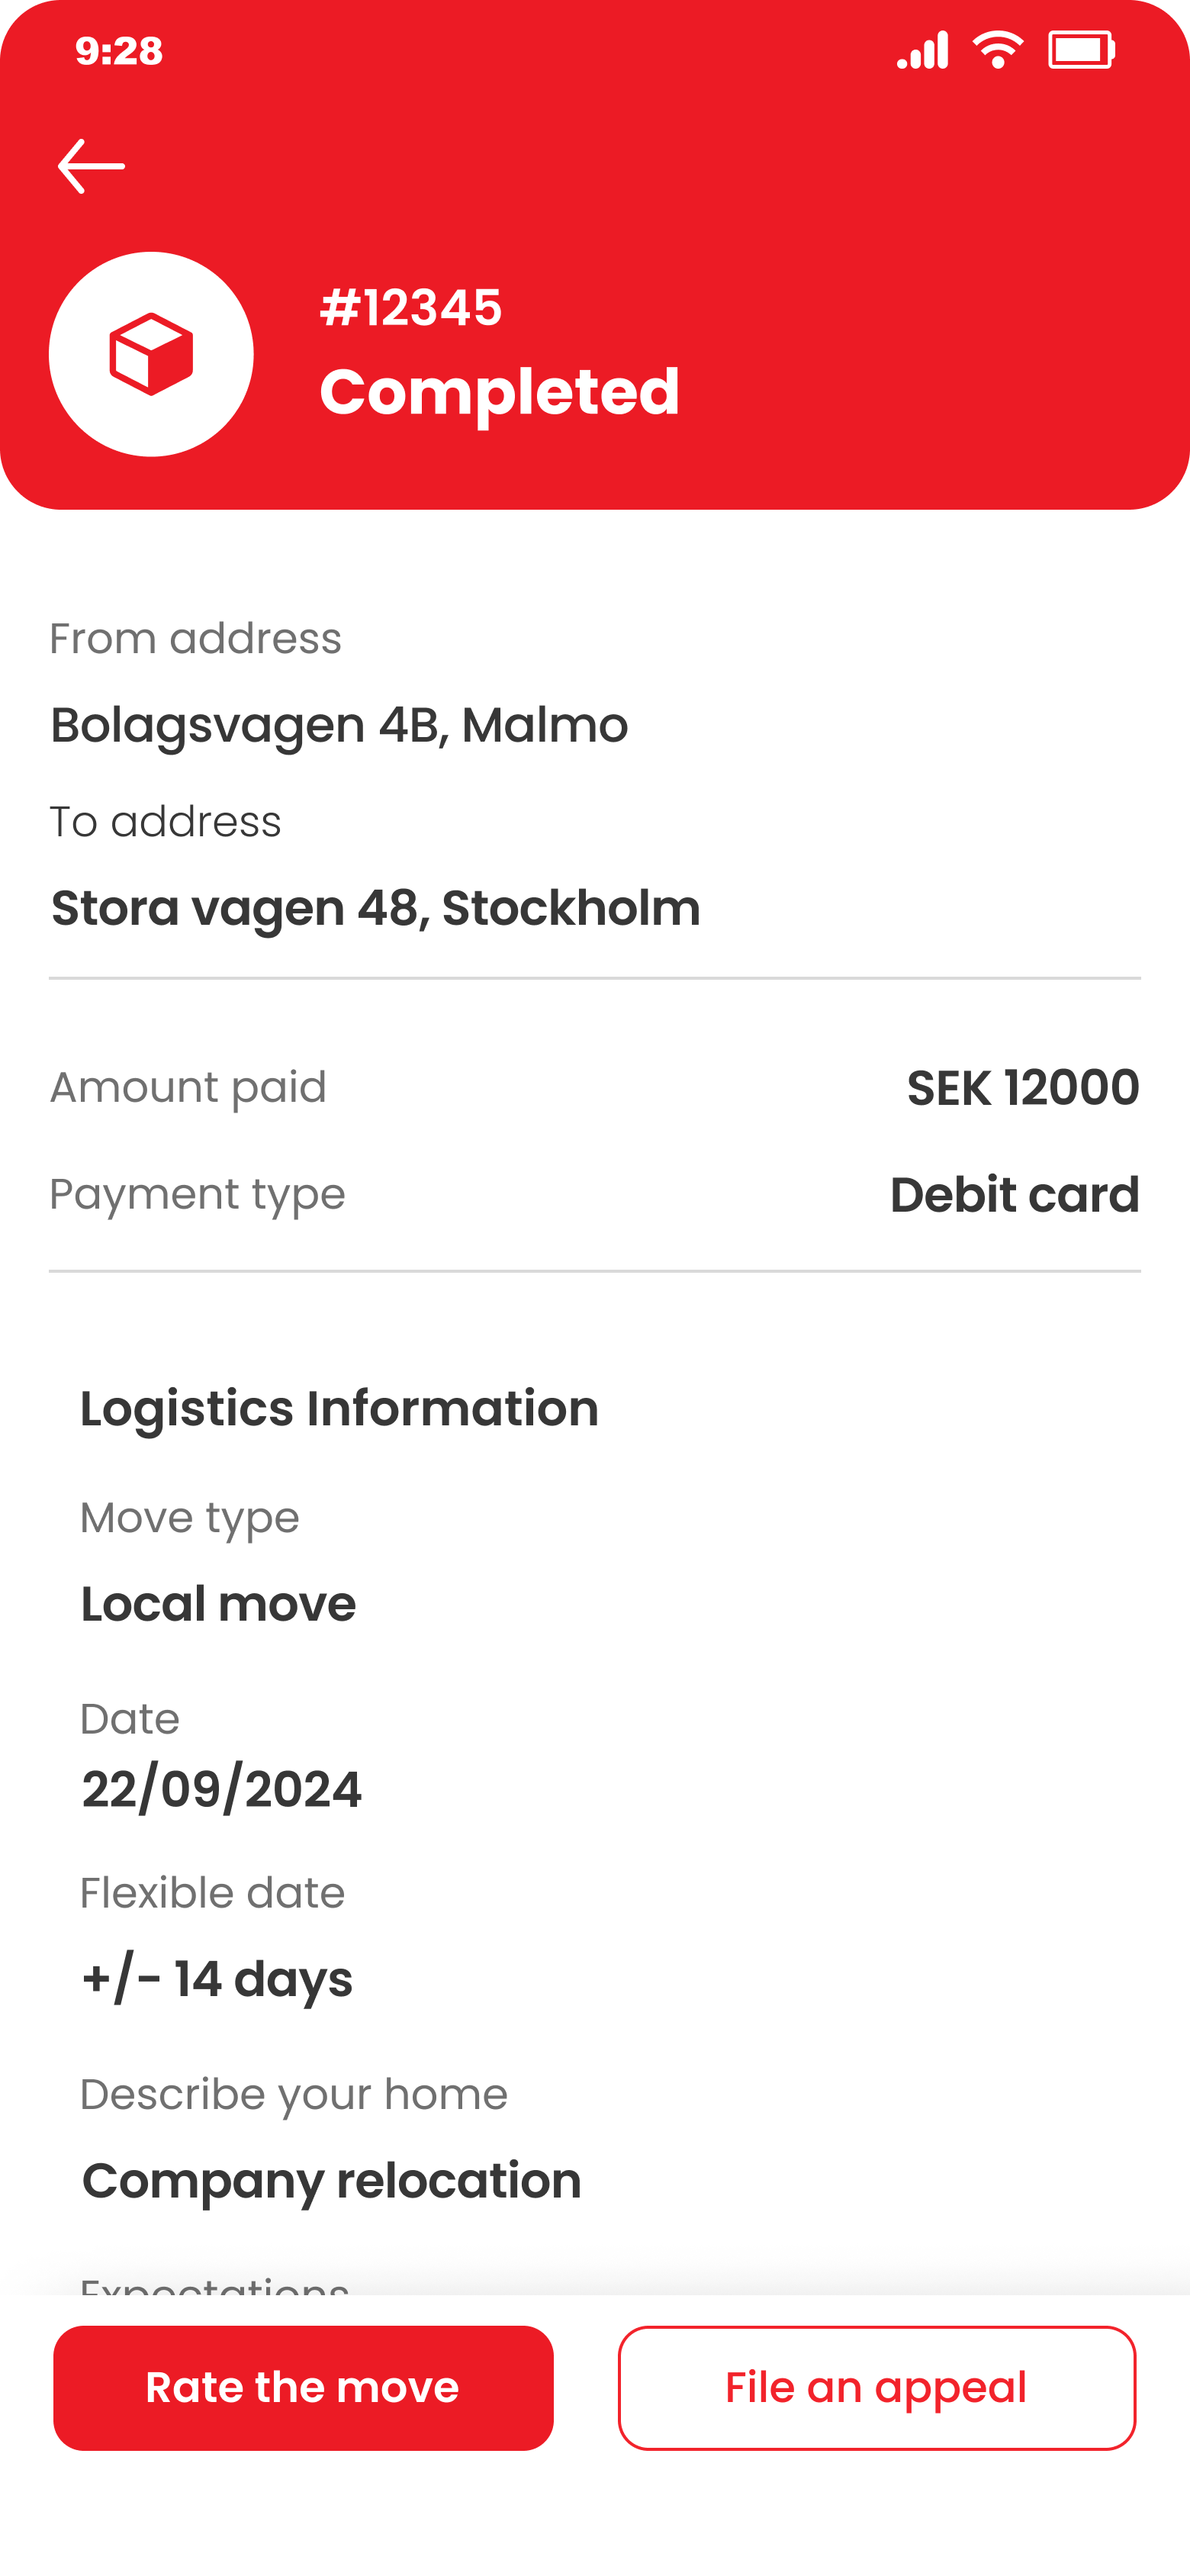 9:28
#12345
Completed
From address
Bolagsvagen 4B, Malmo
To address
Stora vagen 48, Stockholm
Amount paid
SEK 12000
Payment type
Debit card
Logistics Information
Move type
Local move
Date
22/09/2024
Flexible date
+/- 14 days
Describe your home
Company relocation
Expectations
Rate the move
File an appeal